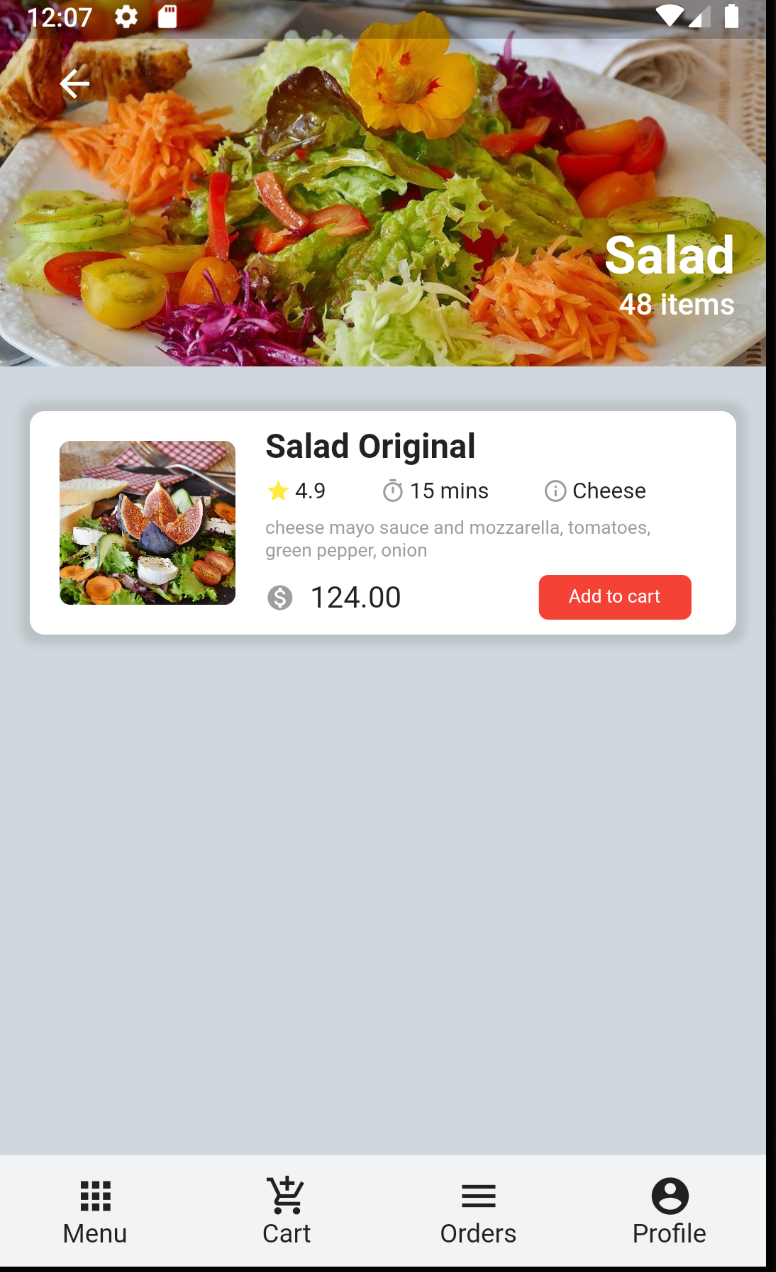 12:07
Salad
48 items
Salad Original
4.9 15 mins Cheese
cheese mayo sauce and mozzarella, tomatoes,
green pepper, onion
124.00 Add to cart
Menu Cart Orders Profile